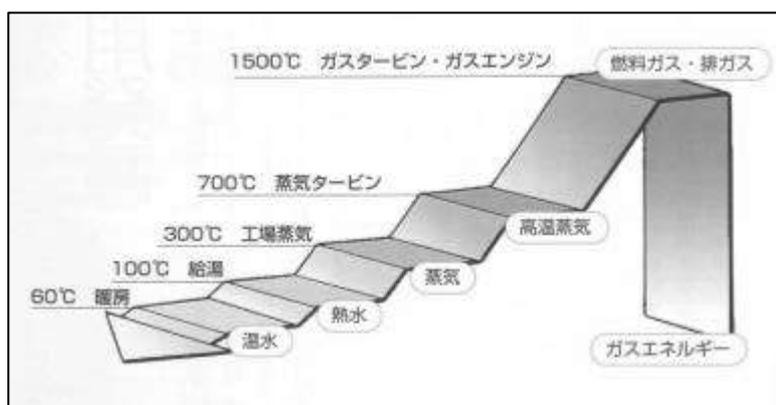 1500℃ ガスタービン・ガスエンジン
燃料ガス・排ガス
700℃ 蒸気タービン
高温蒸気
300℃ 工場蒸気
蒸気
100℃ 給湯
熱水
60℃ 暖房
温水
ガスエネルギー